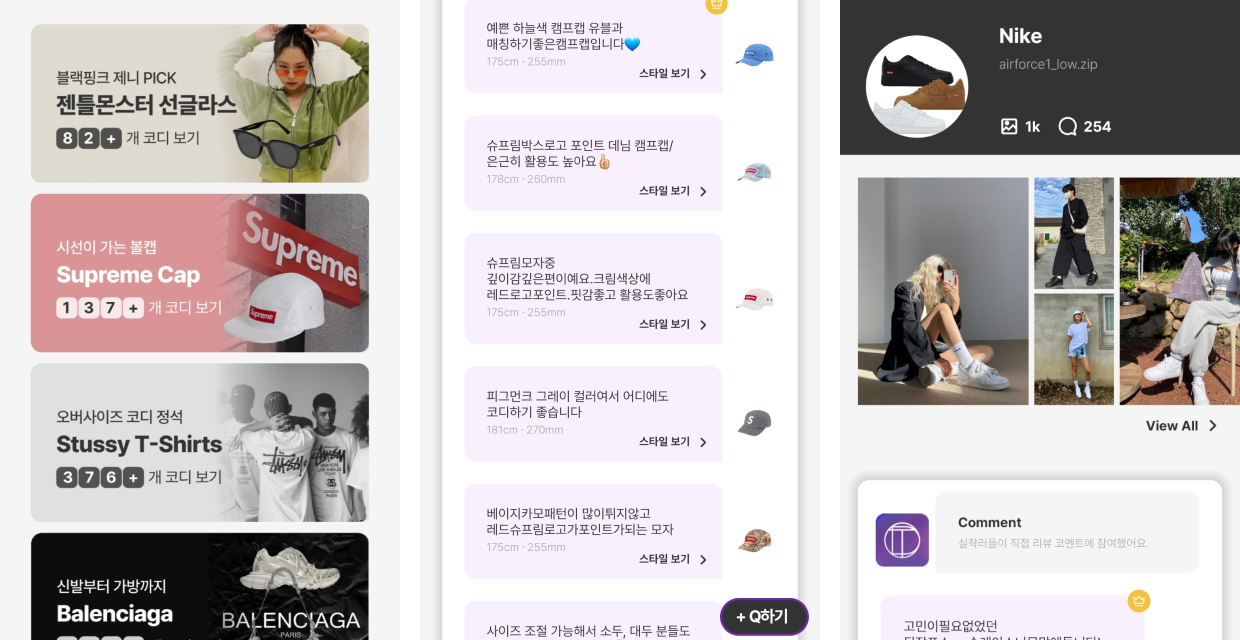 블랙핑크 제니 PICK
젠틀몬스터 선글라스
82+ 개 코디 보기
시선이 가는 볼캡
Supreme Cap
137+ 개 코디 보기
Supreme
Supreme
오버사이즈 코디 정석
Stussy T-Shirts
376+ 개 코디 보기
신발부터 가방까지
Balenciaga
BALENCIAGA
PARIS
예쁜 하늘색 캠프캡 유블과
매칭하기좋은캠프캡입니다💙
175cm · 255mm
스타일 보기
슈프림박스로고 포인트 데님 캠프캡/
은근히 활용도 높아요👍🏼
178cm · 260mm
스타일 보기
슈프림모자중
깊이감깊은편이예요.크림색상에
레드로고포인트.핏감좋고 활용도좋아요
175cm · 255mm
스타일 보기
피그먼크 그레이 컬러여서 어디에도
코디하기 좋습니다
181cm · 270mm
스타일 보기
베이지카모패턴이 많이튀지않고
레드슈프림로고가포인트가되는 모자
175cm · 255mm
스타일 보기
사이즈 조절 가능해서 소두, 대두 분들도
+ Q하기
Nike
airforce1_low.zip
1k 254
View All
Comment
실착러들이 직접 리뷰 코멘트에 참여했어요.
고민이필요없었던